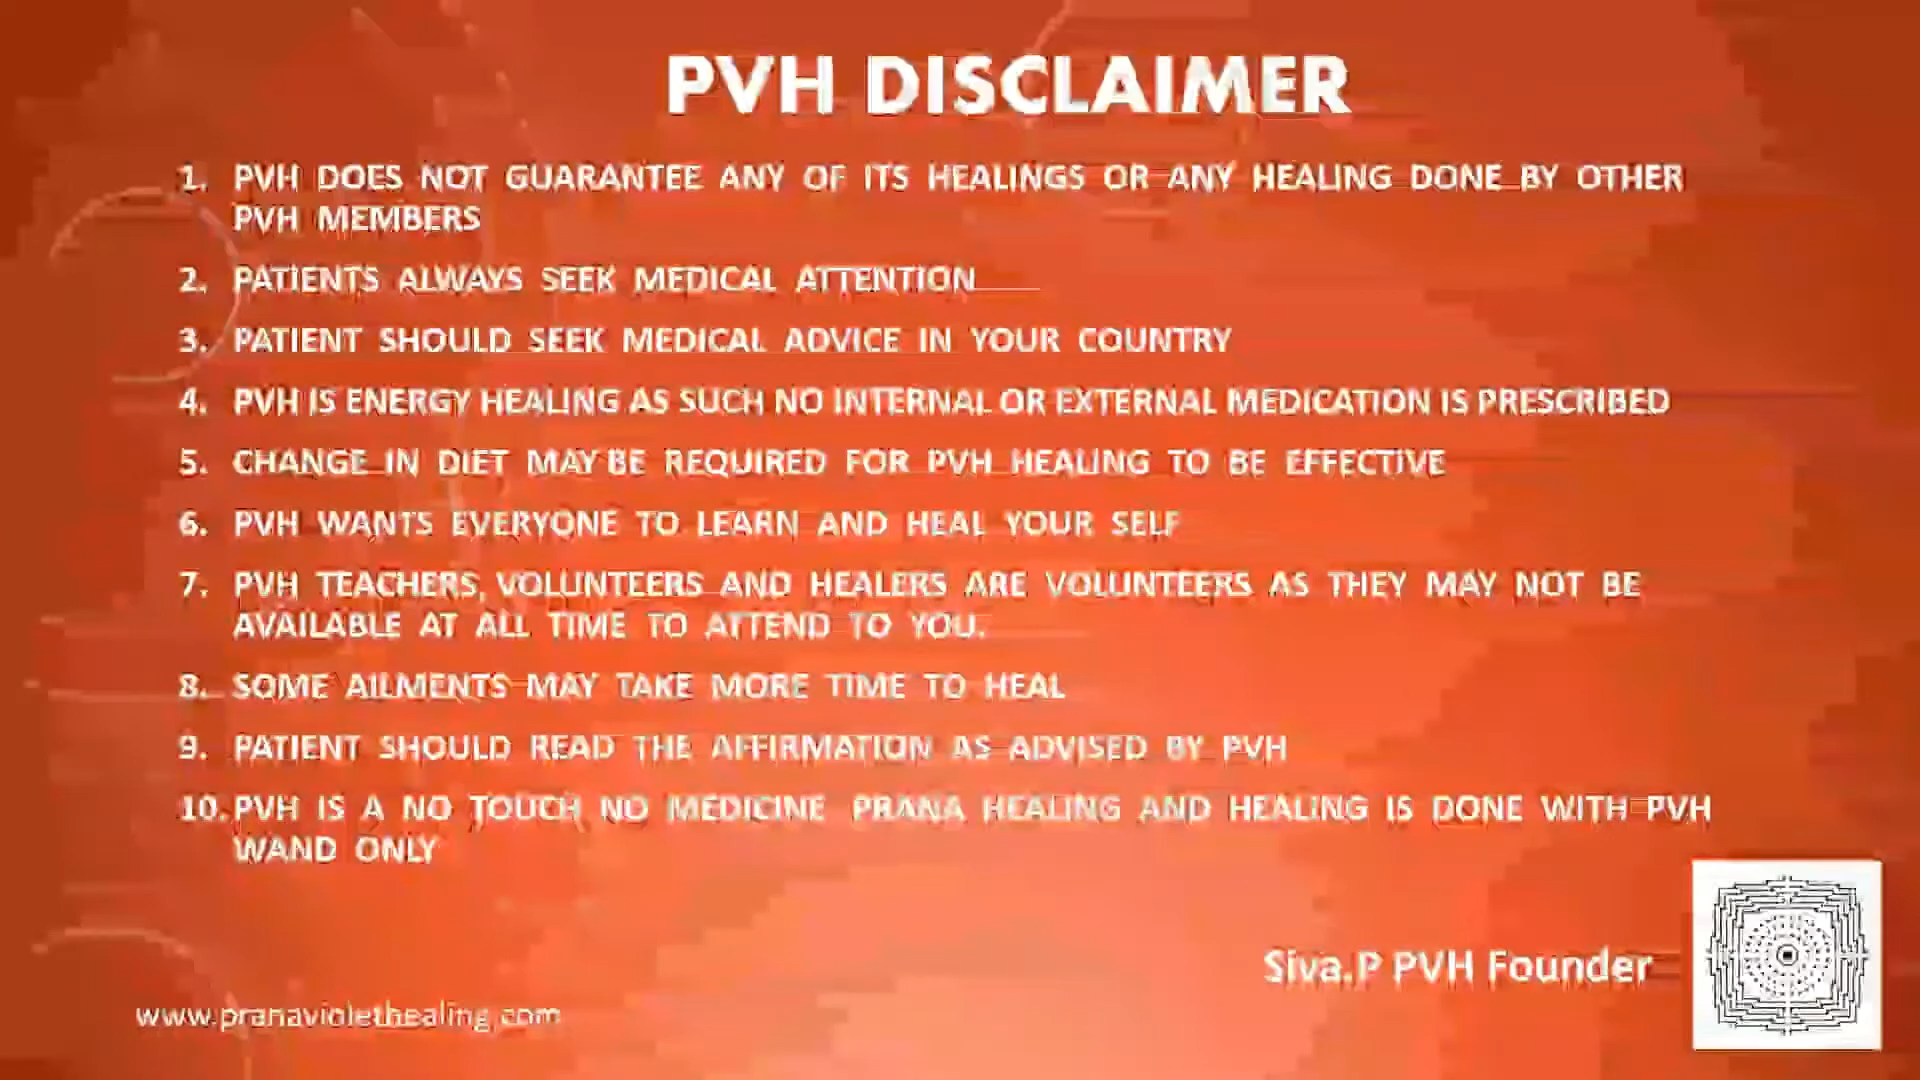 PVH DISCLAIMER
1. PVH DOES NOT GUARANTEE ANY OF ITS HEALINGS OR ANY HEALING DONE BY OTHER
PVH MEMBERS
2. PATIENTS ALWAYS SEEK MEDICAL ATTENTION
3. PATIENT SHOULD SEEK MEDICAL ADVICE IN YOUR COUNTRY
4. PVH IS ENERGY HEALING AS SUCH NO INTERNAL OR EXTERNAL MEDICATION IS PRESCRIBED
5. CHANGE IN DIET MAY BE REQUIRED FOR PVH HEALING TO BE EFFECTIVE
6. PVH WANTS EVERYONE TO LEARN AND HEAL YOUR SELF
7. PVH TEACHERS, VOLUNTEERS AND HEALERS ARE VOLUNTEERS AS THEY MAY NOT BE
AVAILABLE AT ALL TIME TO ATTEND TO YOU.
8. SOME AILMENTS MAY TAKE MORE TIME TO HEAL
9. PATIENT SHOULD READ THE AFFIRMATION AS ADVISED BY PVH
10. PVH IS A NO TOUCH NO MEDICINE PRANA HEALING AND HEALING IS DONE WITH PVH
WAND ONLY
Siva.P PVH Founder
www.pranaviolethealing.com